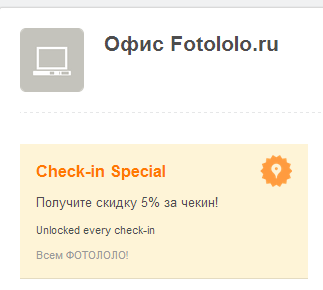 Офис Fotololo.ru
Check-in Special
Получите скидку 5% за чекин!
Unlocked every check-in
Всем ФОТОЛОЛО!